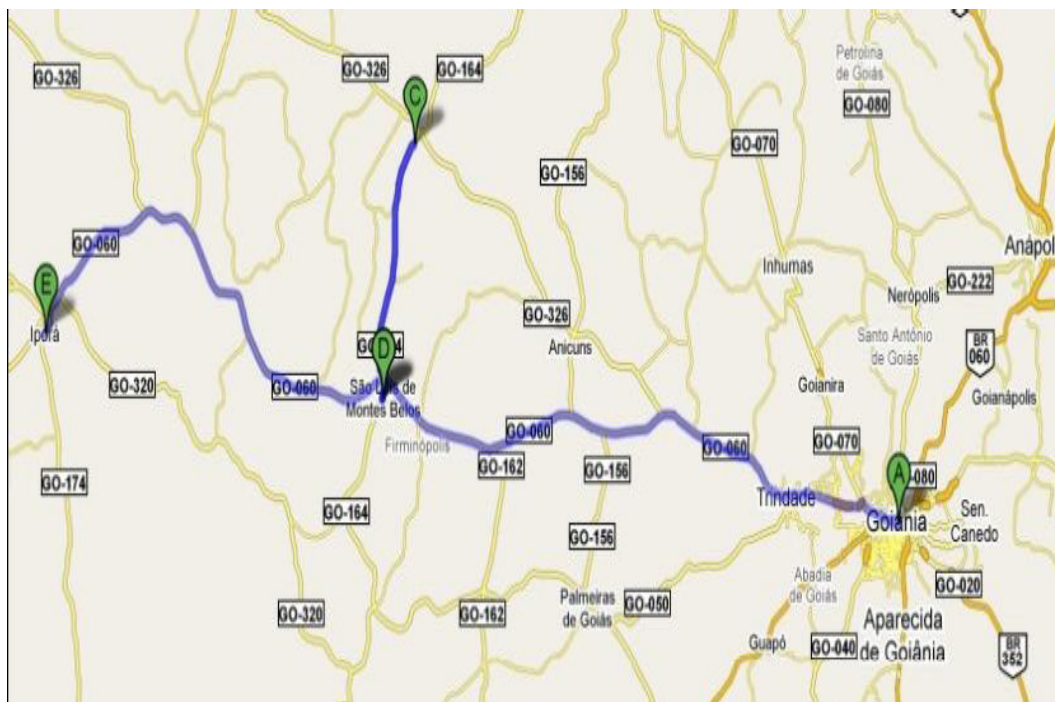 Petrolina
de Goiás
GO-326
GO-326
GO-164
GO-080
C
GO-070
GO-156
GO-060
Inhumas
Anápol
E
Nerópolis
GO-222
GO-326
Iporá
D
Anicuns
Santo Antônio
de Goiás
BR
060
GO-320
GO-060
São Luís de
Montes Belos
Goianira
Goianápolis
Firminópolis
GO-060
GO-060
GO-070
GO-162
GO-156
A
-080
GO-174
GO-164
Trindade
Goiânia
Sen.
Canedo
GO-156
Abadia
de Goiás
GO-020
GO-320
GO-162
Palmeiras
de Goiás
GO-050
Aparecida
de Goiânia
Guapó
GO-040
BR
352